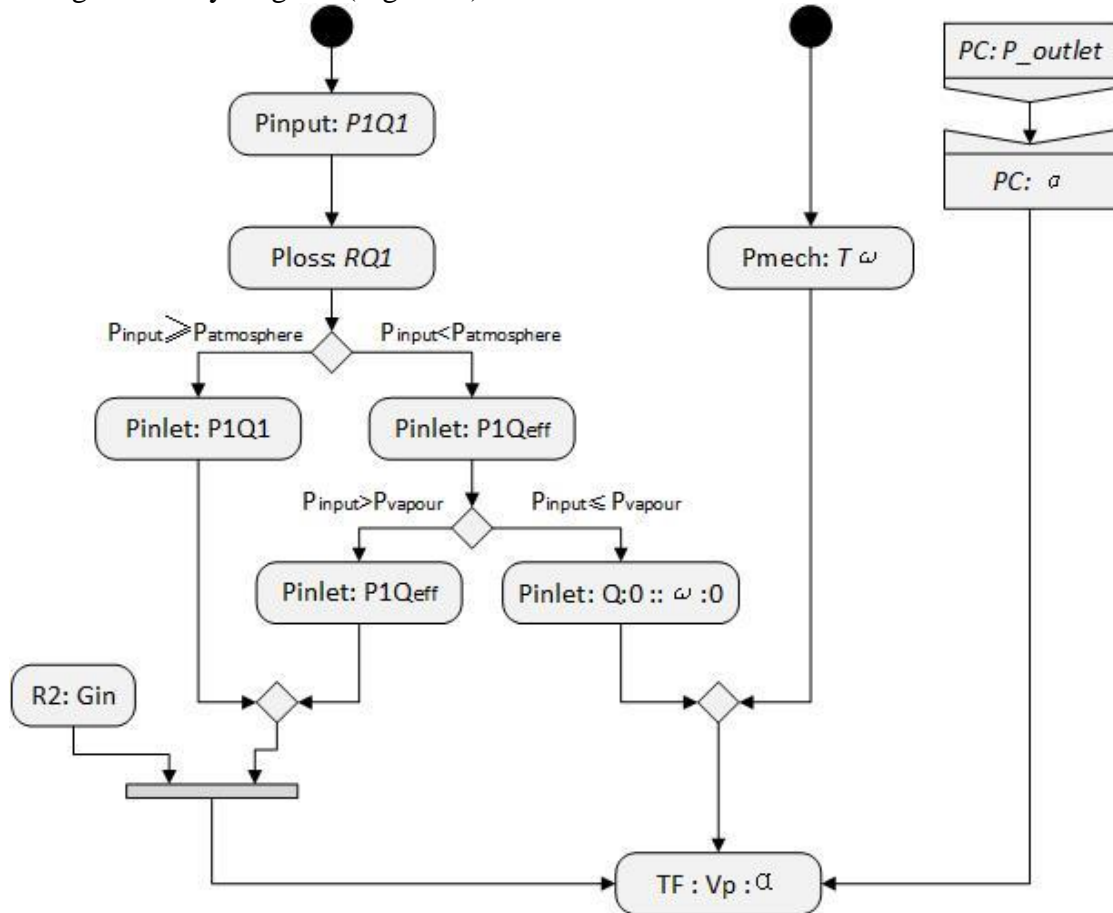 PC: P_outlet
Pinput: P1Q1
PC: a
Ploss: RQ1
Pmech: T ω
Pinput⩾Patmosphere
Pinput<Patmosphere
Pinlet: P1Q1
Pinlet: P1Qeff
Pinput>Pvapour
Pinput⩽ Pvapour
Pinlet: P1Qeff
Pinlet: Q:0 :: ω :0
R2: Gin
TF : Vp : α